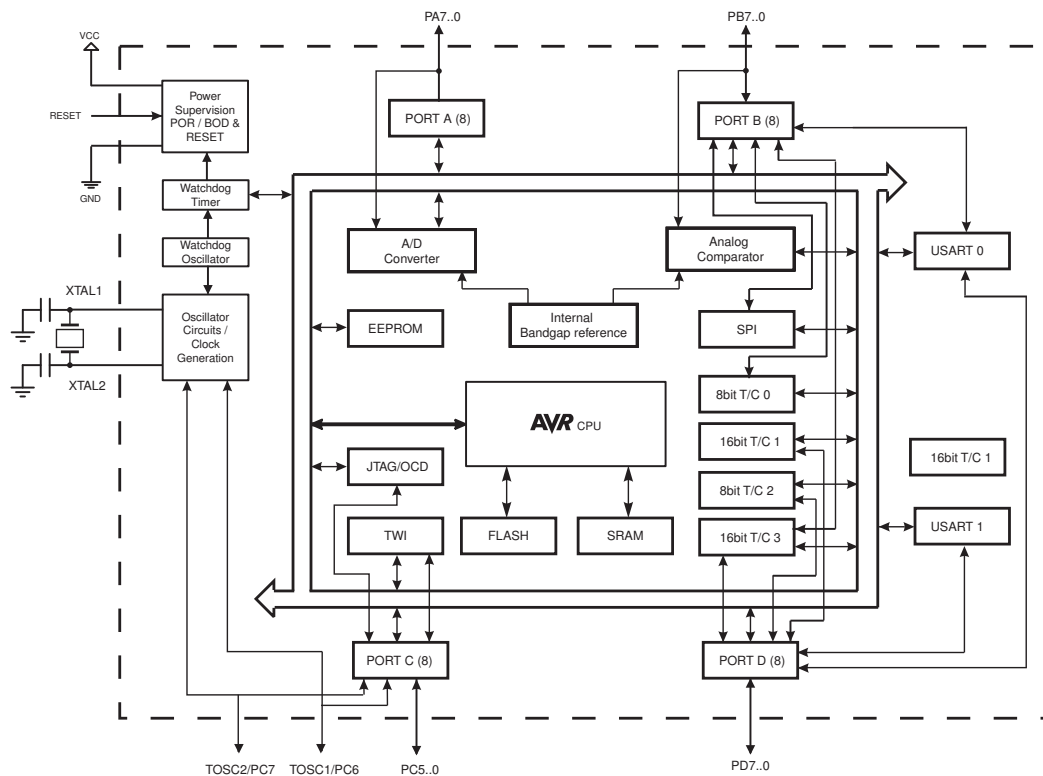 PA7..0
PB7..0
VCC
RESET
GND
Power
Supervision
POR / BOD &
RESET
PORT A (8)
PORT B (8)
Watchdog
Timer
Watchdog
Oscillator
A/D
Converter
Analog
Comparator
USART 0
XTAL1
XTAL2
Oscillator
Circuits /
Clock
Generation
EEPROM
Internal
Bandgap reference
SPI
8bit T/C 0
AVR CPU
16bit T/C 1
16bit T/C 1
JTAG/OCD
8bit T/C 2
TWI
FLASH
SRAM
16bit T/C 3
USART 1
PORT C (8)
PORT D (8)
TOSC2/PC7
TOSC1/PC6
PC5..0
PD7..0